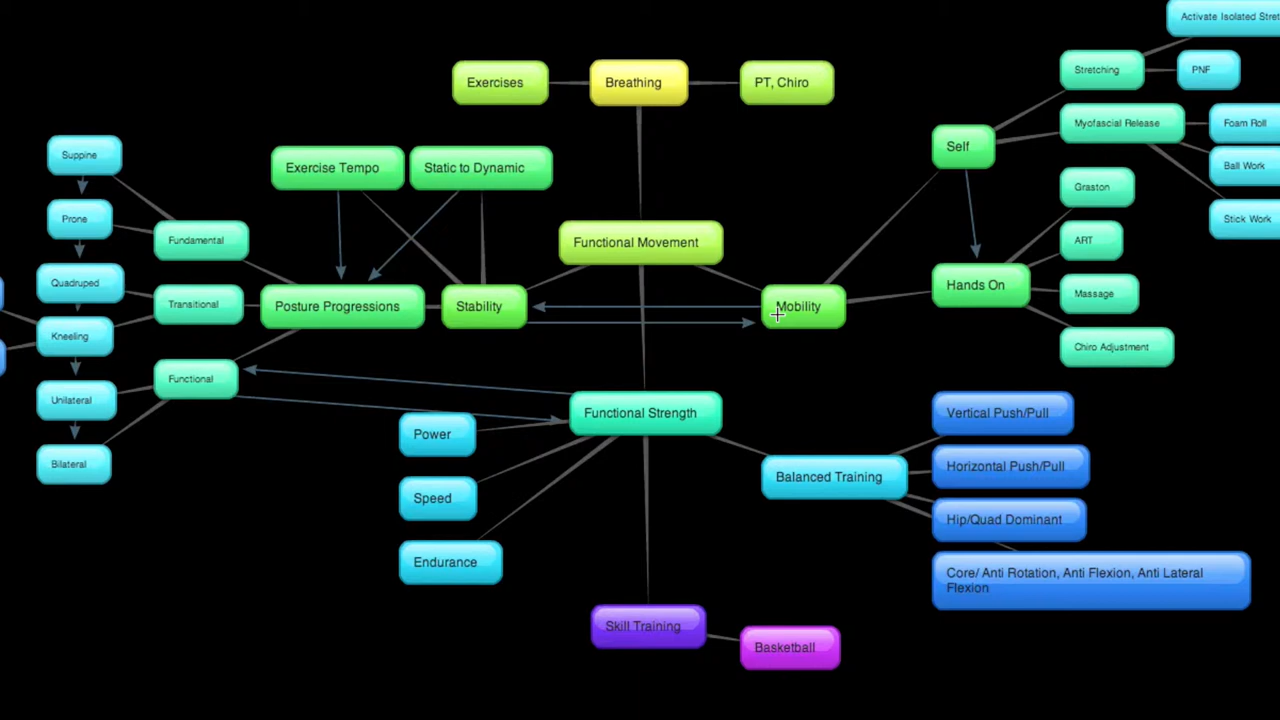 Activate Isolated Stret
Exercises
Breathing
PT, Chiro
Stretching
PNF
Myofascial Release
Foam Roll
Self
Suppine
Exercise Tempo
Static to Dynamic
Ball Work
Graston
Prone
Stick Work
Fundamental
Functional Movement
ART
Quadruped
Hands On
Massage
Transitional
Posture Progressions
Stability
Mobility
Kneeling
Chiro Adjustment
Functional
Unilateral
Functional Strength
Vertical Push/Pull
Power
Bilateral
Horizontal Push/Pull
Balanced Training
Speed
Hip/Quad Dominant
Endurance
Core/ Anti Rotation, Anti Flexion, Anti Lateral
Flexion
Skill Training
Basketball